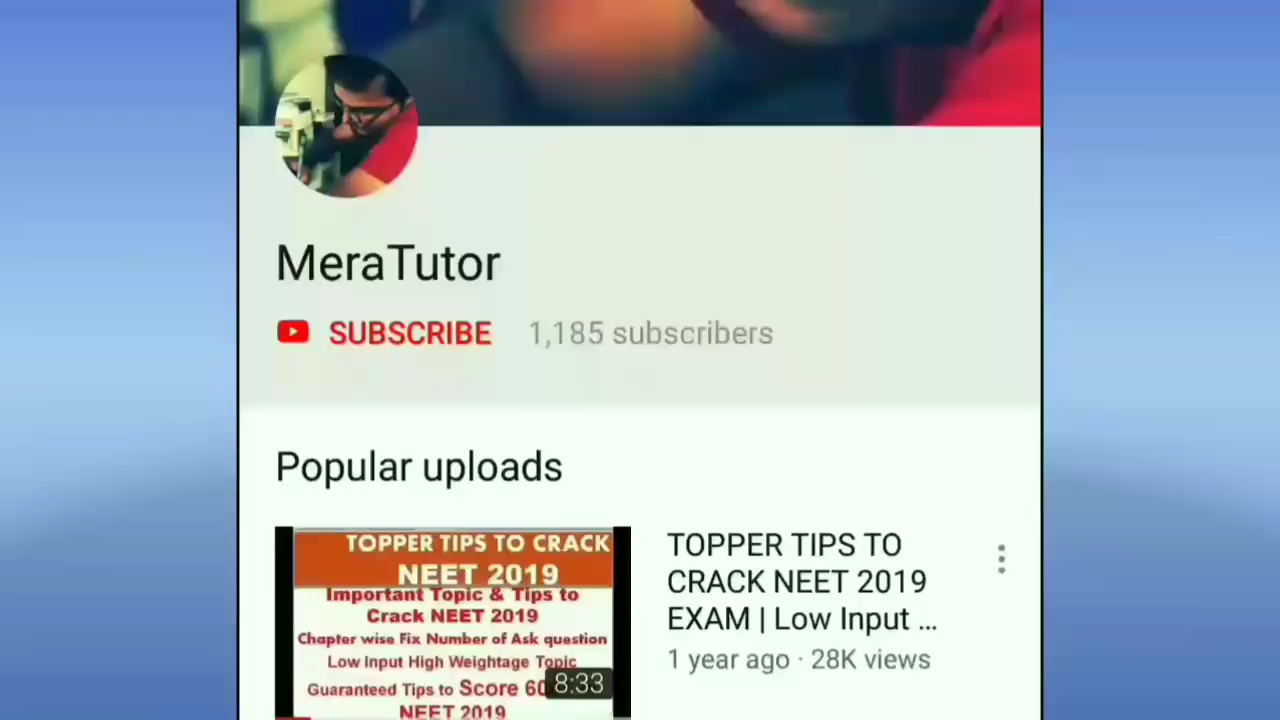 MeraTutor
SUBSCRIBE 1,185 subscribers
Popular uploads
TOPPER TIPS TO CRACK
NEET 2019
Important Topic & Tips to
Crack NEET 2019
Chapter wise Fix Number of Ask question
Low Input High Weightage Topic
Guaranteed Tips to Score
NEET 2019
8:33
TOPPER TIPS TO
CRACK NEET 2019
EXAM | Low Input ...
1 year ago · 28K views